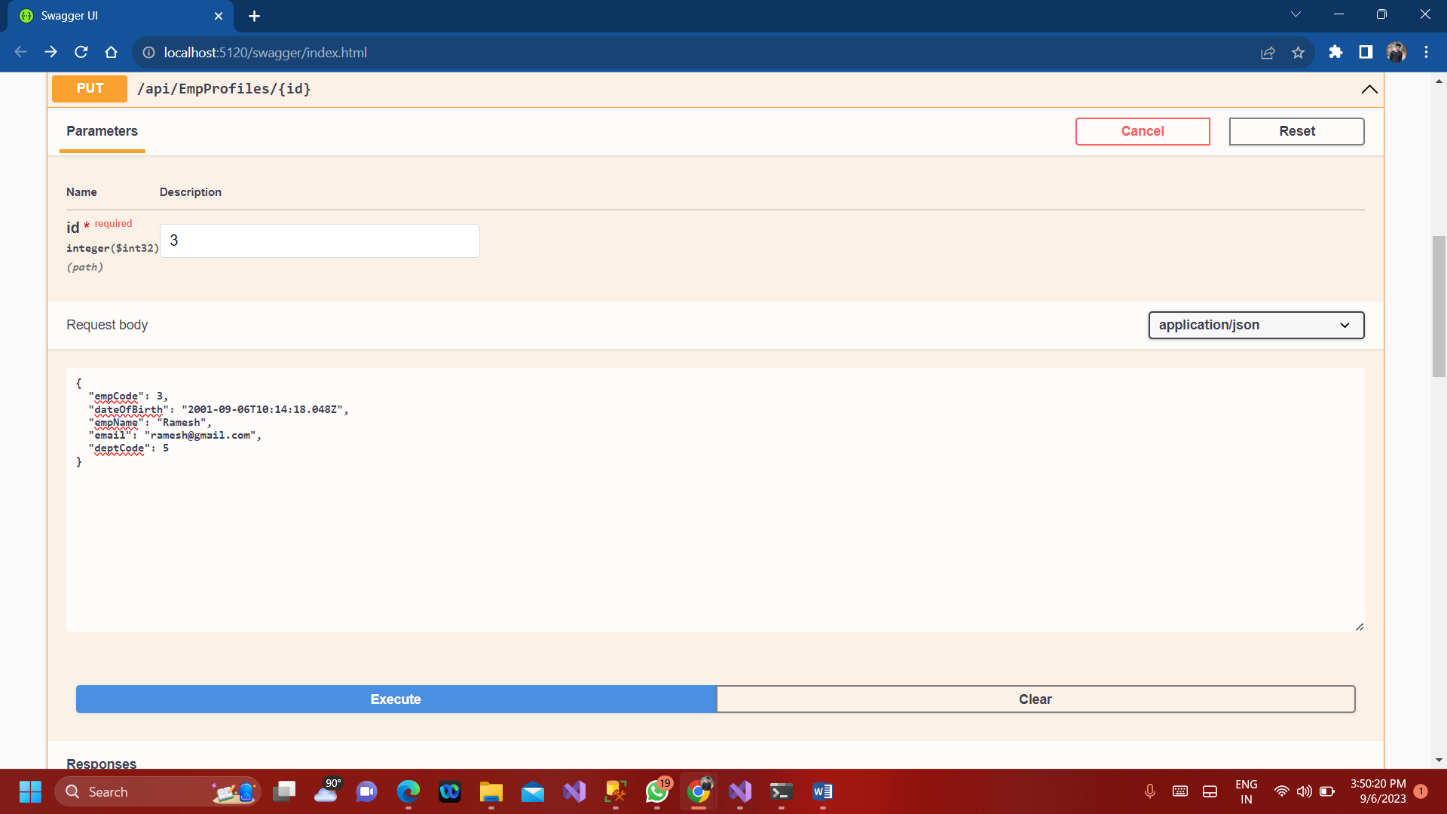 Swagger UI
localhost:5120/swagger/index.html
PUT /api/EmpProfiles/{id}
Parameters Cancel Reset
Name Description
id * required
integer($int32)
(path)
3
Request body application/json
{
"empCode": 3,
"dateOfBirth": "2001-09-06T10:14:18.048Z",
"empName": "Ramesh",
"email": "ramesh@gmail.com",
"deptCode": 5
}
Execute Clear
Responses
Search 90° 19 W ENG IN 3:50:20 PM 9/6/2023 1